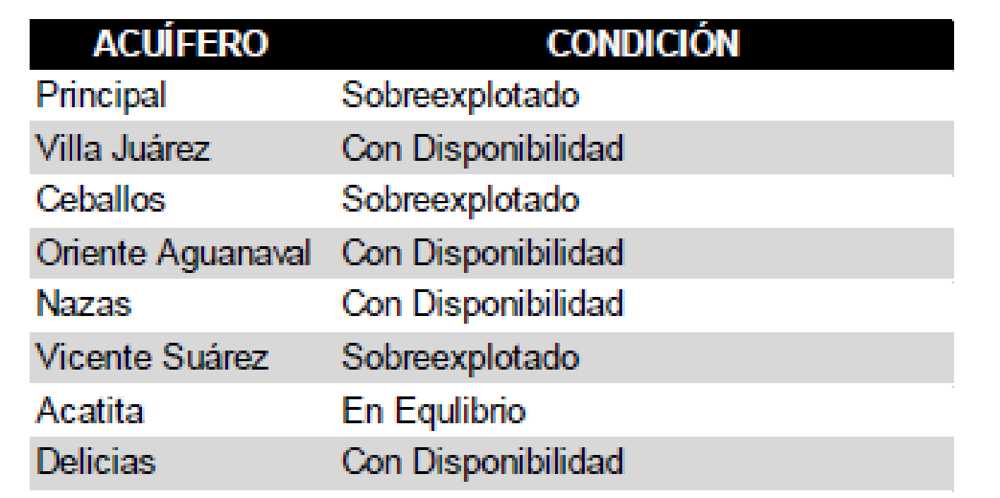 ACUÍFERO CONDICIÓN
Principal Sobreexplotado
Villa Juárez Con Disponibilidad
Ceballos Sobreexplotado
Oriente Aguanaval Con Disponibilidad
Nazas Con Disponibilidad
Vicente Suárez Sobreexplotado
Acatita En Equlibrio
Delicias Con Disponibilidad